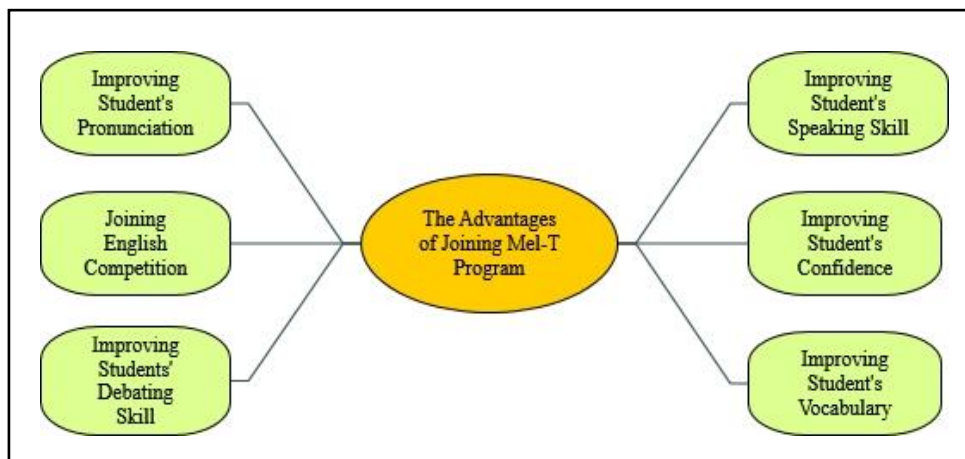 Improving
Student's
Pronunciation
Joining
English
Competition
Improving
Students'
Debating
Skill
The Advantages
of Joining Mel-T
Program
Improving
Student's
Speaking Skill
Improving
Student's
Confidence
Improving
Student's
Vocabulary